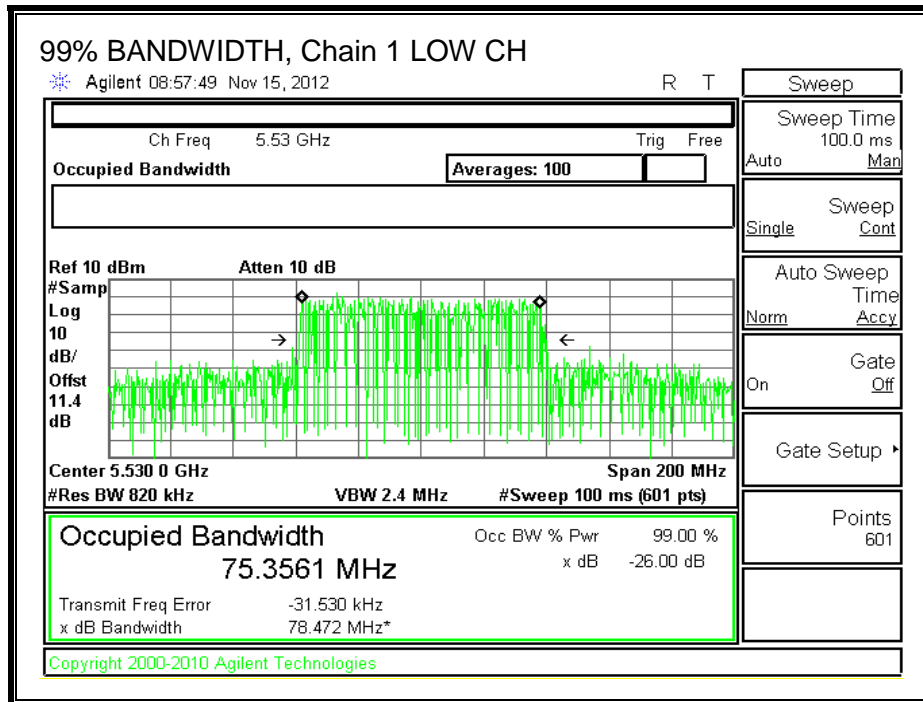 99% BANDWIDTH, Chain 1 LOW CH
Agilent 08:57:49 Nov 15, 2012 R T
Ch Freq 5.53 GHz Trig Free
Occupied Bandwidth Averages: 100
Ref 10 dBm Atten 10 dB
#Samp
Log
10
dB/
Offst
11.4
dB
Center 5.530 0 GHz Span 200 MHz
#Res BW 820 kHz VBW 2.4 MHz #Sweep 100 ms (601 pts)
Occupied Bandwidth Occ BW % Pwr 99.00 %
75.3561 MHz x dB -26.00 dB
Transmit Freq Error -31.530 kHz
x dB Bandwidth 78.472 MHz*
Copyright 2000-2010 Agilent Technologies
Sweep
Sweep Time
100.0 ms
Auto Man
Sweep
Single Cont
Auto Sweep
Time
Norm Accy
Gate
On Off
Gate Setup
Points
601